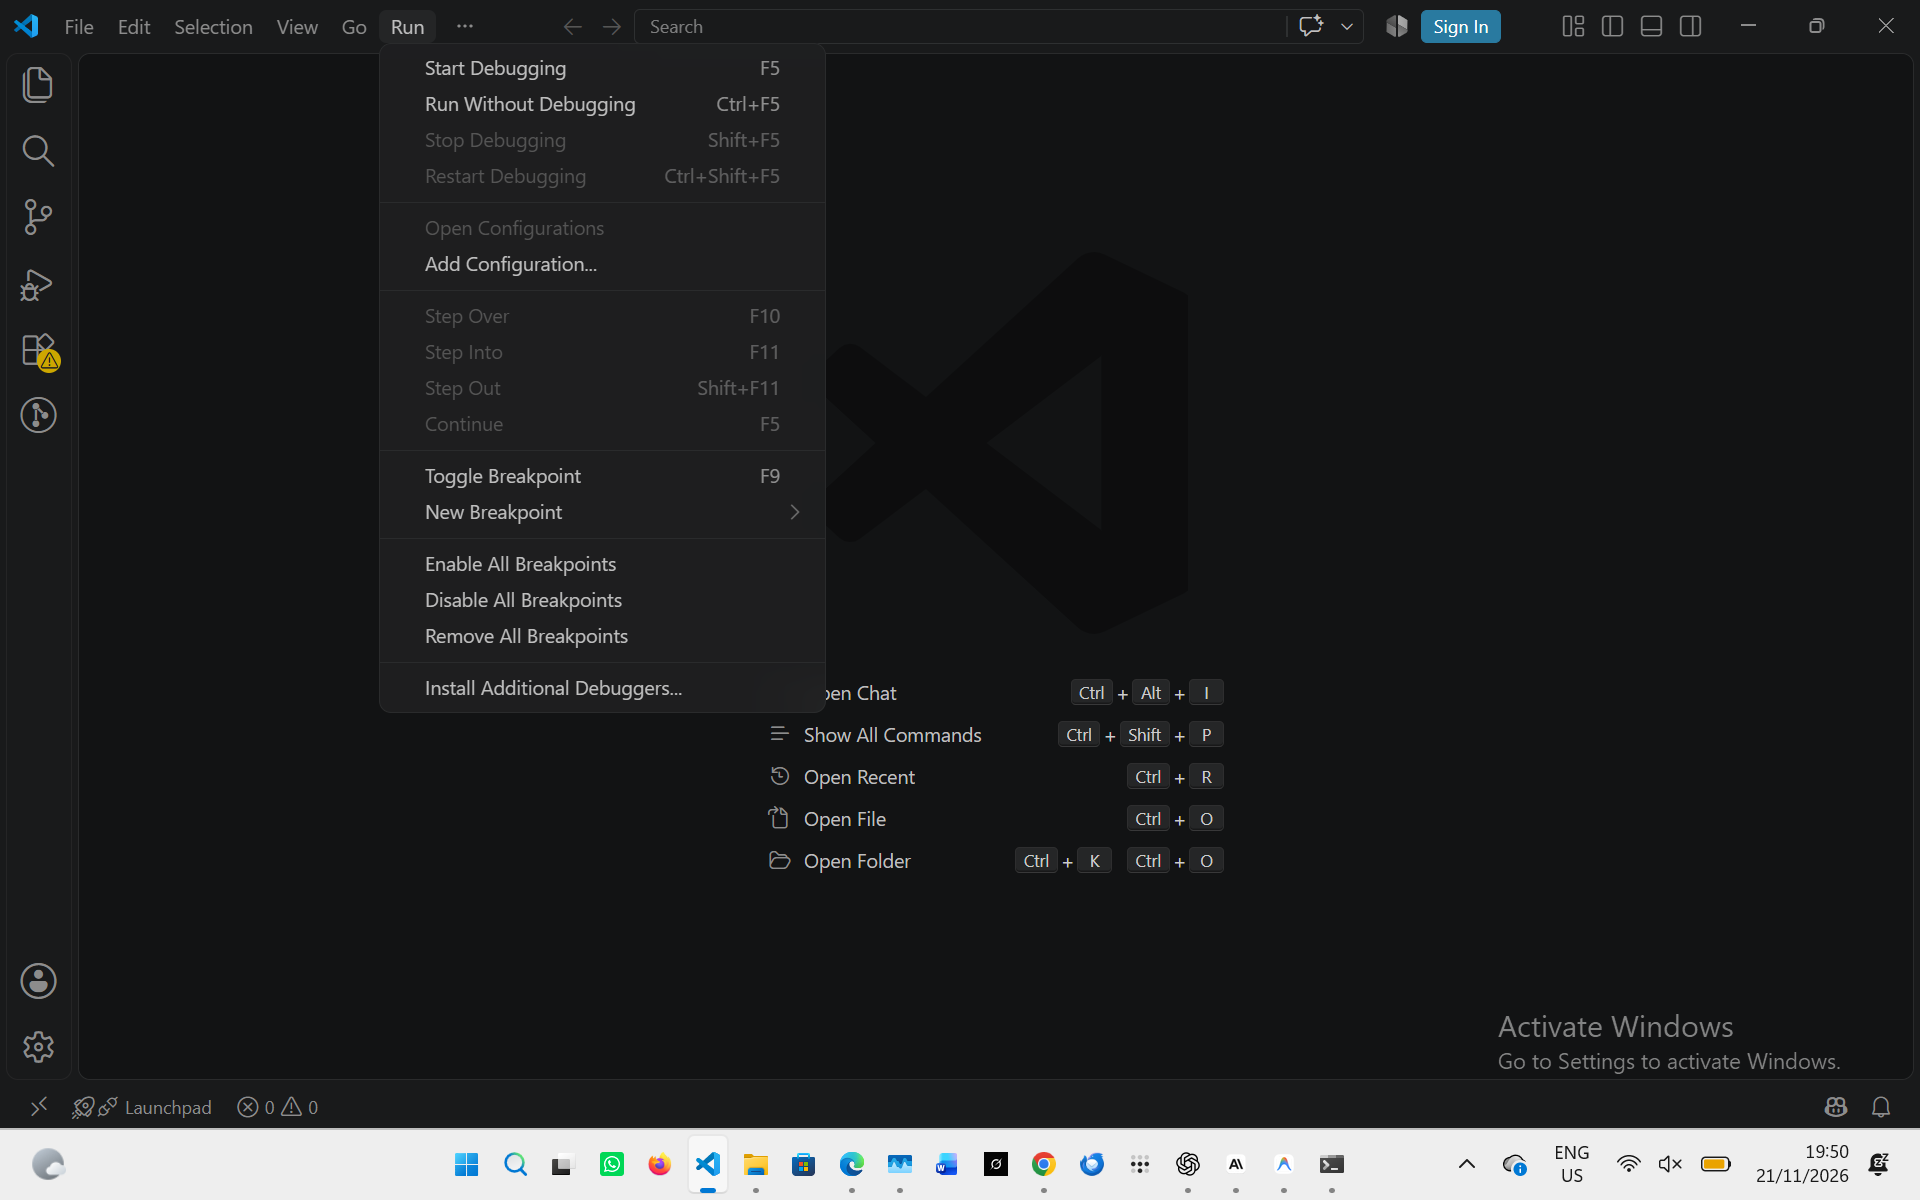 File Edit Selection View Go Run ··· Search Sign In
Start Debugging F5
Run Without Debugging Ctrl+F5
Stop Debugging Shift+F5
Restart Debugging Ctrl+Shift+F5
Open Configurations
Add Configuration...
Step Over F10
Step Into F11
Step Out Shift+F11
Continue F5
Toggle Breakpoint F9
New Breakpoint
Enable All Breakpoints
Disable All Breakpoints
Remove All Breakpoints
Install Additional Debuggers...
pen Chat Ctrl + Alt + I
Show All Commands Ctrl + Shift + P
Open Recent Ctrl + R
Open File Ctrl + O
Open Folder Ctrl + K Ctrl + O
Activate Windows
Go to Settings to activate Windows.
Launchpad 0 0
ENG 19:50
US 21/11/2026